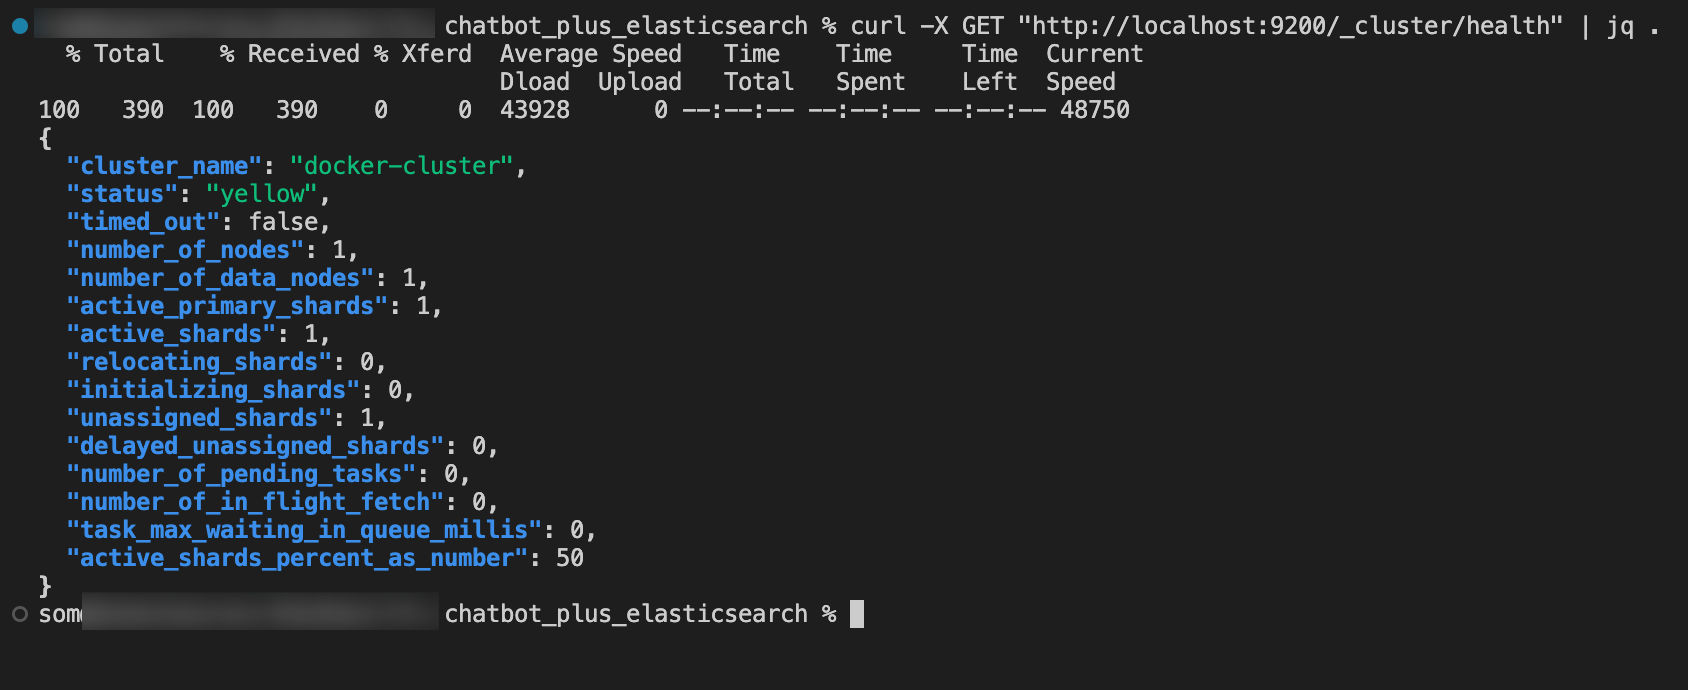 chatbot_plus_elasticsearch % curl -X GET "http://localhost:9200/_cluster/health" | jq .
% Total % Received % Xferd Average Speed Time Time Time Current
Dload Upload Total Spent Left Speed
100 390 100 390 0 0 43928 0 --:--:-- --:--:-- --:--:-- 48750
{
"cluster_name": "docker-cluster",
"status": "yellow",
"timed_out": false,
"number_of_nodes": 1,
"number_of_data_nodes": 1,
"active_primary_shards": 1,
"active_shards": 1,
"relocating_shards": 0,
"initializing_shards": 0,
"unassigned_shards": 1,
"delayed_unassigned_shards": 0,
"number_of_pending_tasks": 0,
"number_of_in_flight_fetch": 0,
"task_max_waiting_in_queue_millis": 0,
"active_shards_percent_as_number": 50
}
chatbot_plus_elasticsearch %